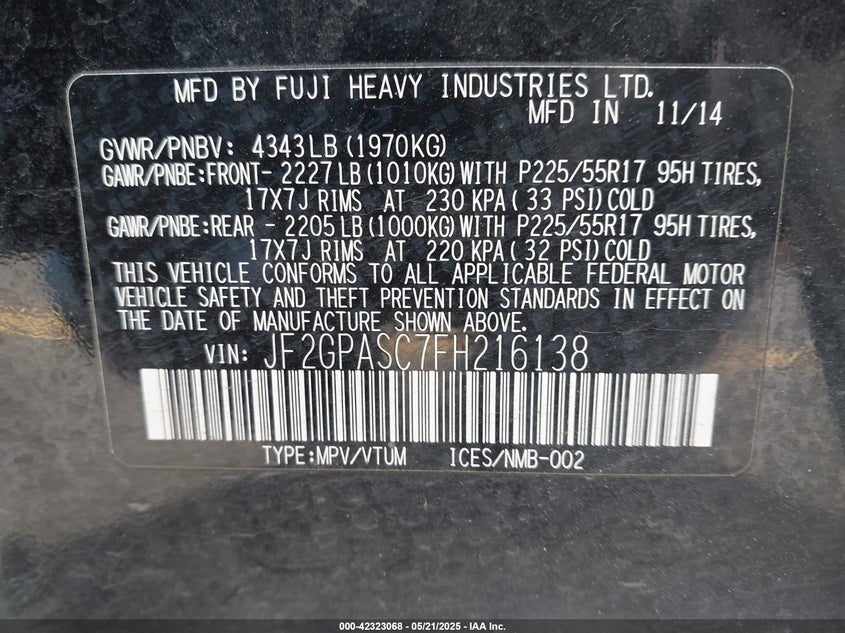 MFD BY FUJI HEAVY INDUSTRIES LTD.
MFD IN 11/14
GVWR/PNBV: 4343LB (1970KG)
GAWR/PNBE:FRONT- 2227LB (1010KG) WITH P225/55R17 95H TIRES,
17X7J RIMS AT 230 KPA ( 33 PSI) COLD
GAWR/PNBE:REAR - 2205LB (1000KG) WITH P225/55R17 95H TIRES,
17X7J RIMS AT 220 KPA ( 32 PSI) COLD
THIS VEHICLE CONFORMS TO ALL APPLICABLE FEDERAL MOTOR
VEHICLE SAFETY AND THEFT PREVENTION STANDARDS IN EFFECT ON
THE DATE OF MANUFACTURE SHOWN ABOVE.
VIN: JF2GPASC7FH216138
TYPE:MPV/VTUM ICES/NMB-002
000-42323068 - 05/21/2025 - IAA Inc.